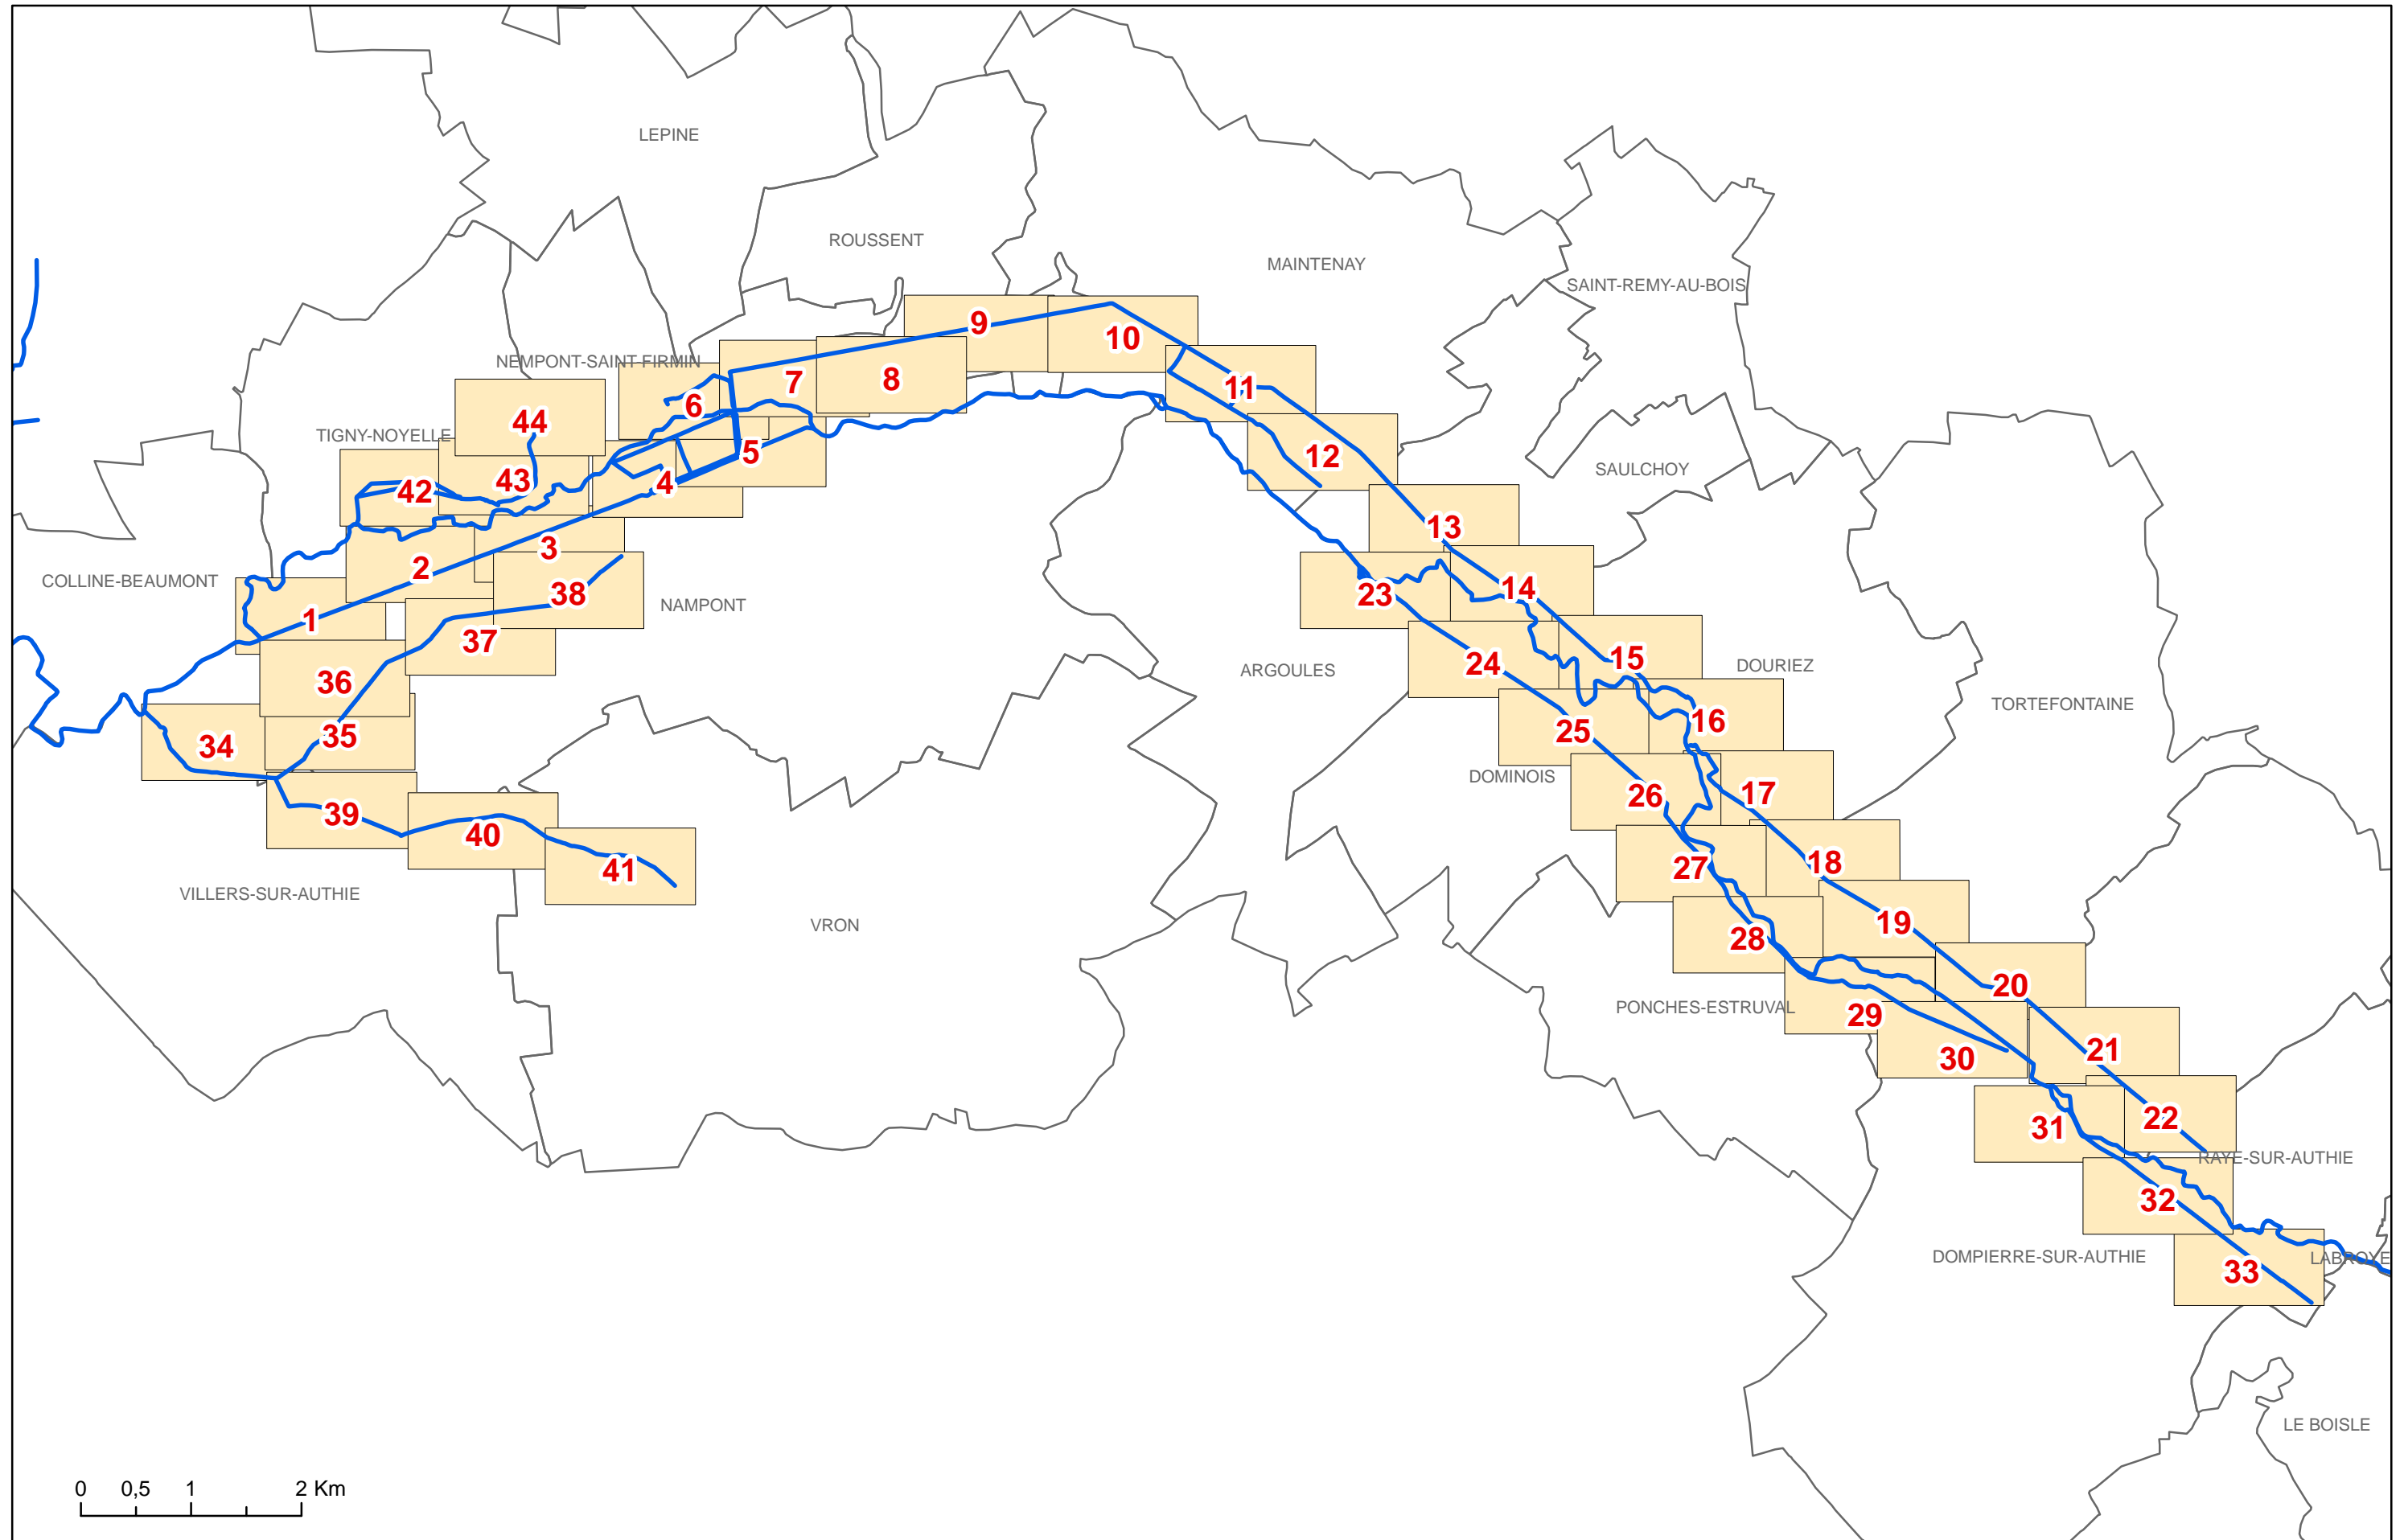 LEPINE
ROUSSENT
MAINTENAY
SAINT-REMY-AU-BOIS
9
10
NEMPONT-SAINT-FIRMIN
7
8
11
6
44
TIGNY-NOYELLE
5
12
SAULCHOY
43
42
4
13
3
2
COLLINE-BEAUMONT
14
38
23
NAMPONT
1
37
15
24
ARGOULES
DOURIEZ
36
TORTEFONTAINE
16
25
35
34
DOMINOIS
26
17
39
40
18
27
41
VILLERS-SUR-AUTHIE
VRON
19
28
20
PONCHES-ESTRUVAL
29
21
30
22
31
RAYE-SUR-AUTHIE
32
DOMPIERRE-SUR-AUTHIE
LABROYE
33
LE BOISLE
0 0,5 1 2 Km